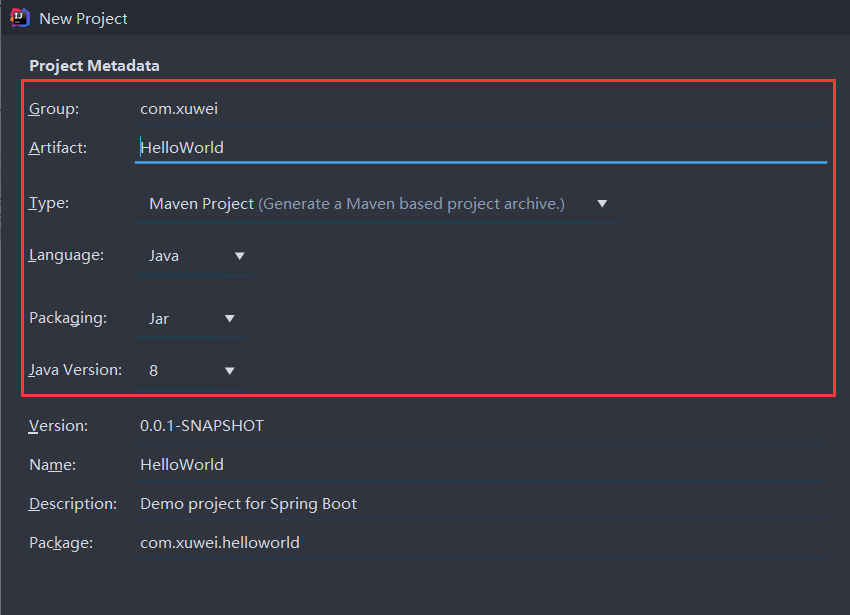 New Project
Project Metadata
Group: com.xuwei
Artifact: HelloWorld
Type: Maven Project (Generate a Maven based project archive.)
Language: Java
Packaging: Jar
Java Version: 8
Version: 0.0.1-SNAPSHOT
Name: HelloWorld
Description: Demo project for Spring Boot
Package: com.xuwei.helloworld